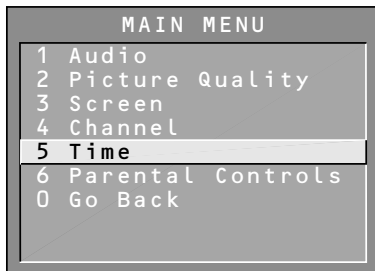 MAIN MENU
1 Audio
2 Picture Quality
3 Screen
4 Channel
5 Time
6 Parental Controls
0 Go Back